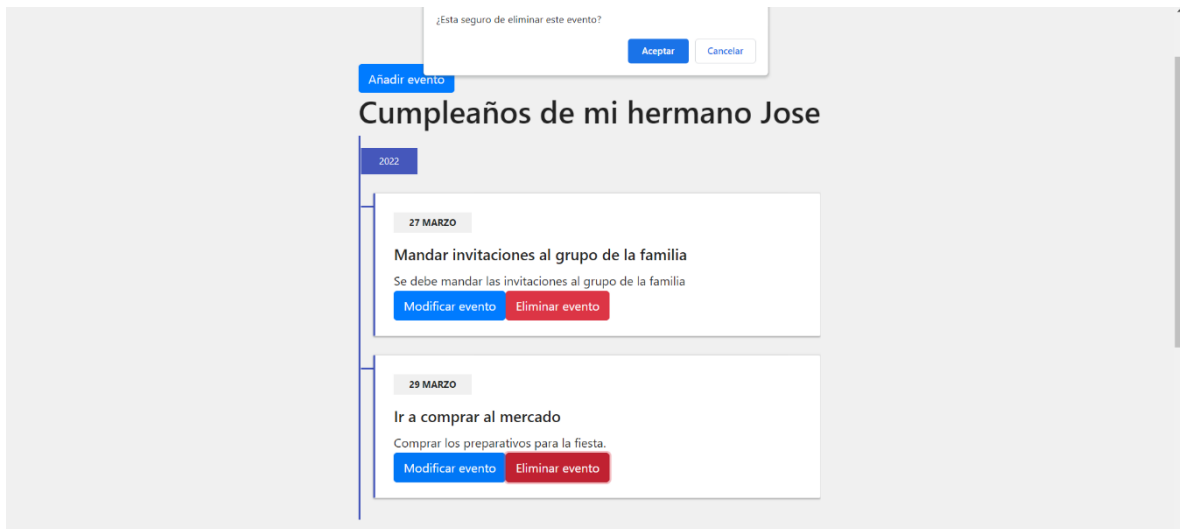 ¿Esta seguro de eliminar este evento?
Aceptar Cancelar
Añadir evento
Cumpleaños de mi hermano Jose
2022
27 MARZO
Mandar invitaciones al grupo de la familia
Se debe mandar las invitaciones al grupo de la familia
Modificar evento Eliminar evento
29 MARZO
Ir a comprar al mercado
Comprar los preparativos para la fiesta.
Modificar evento Eliminar evento